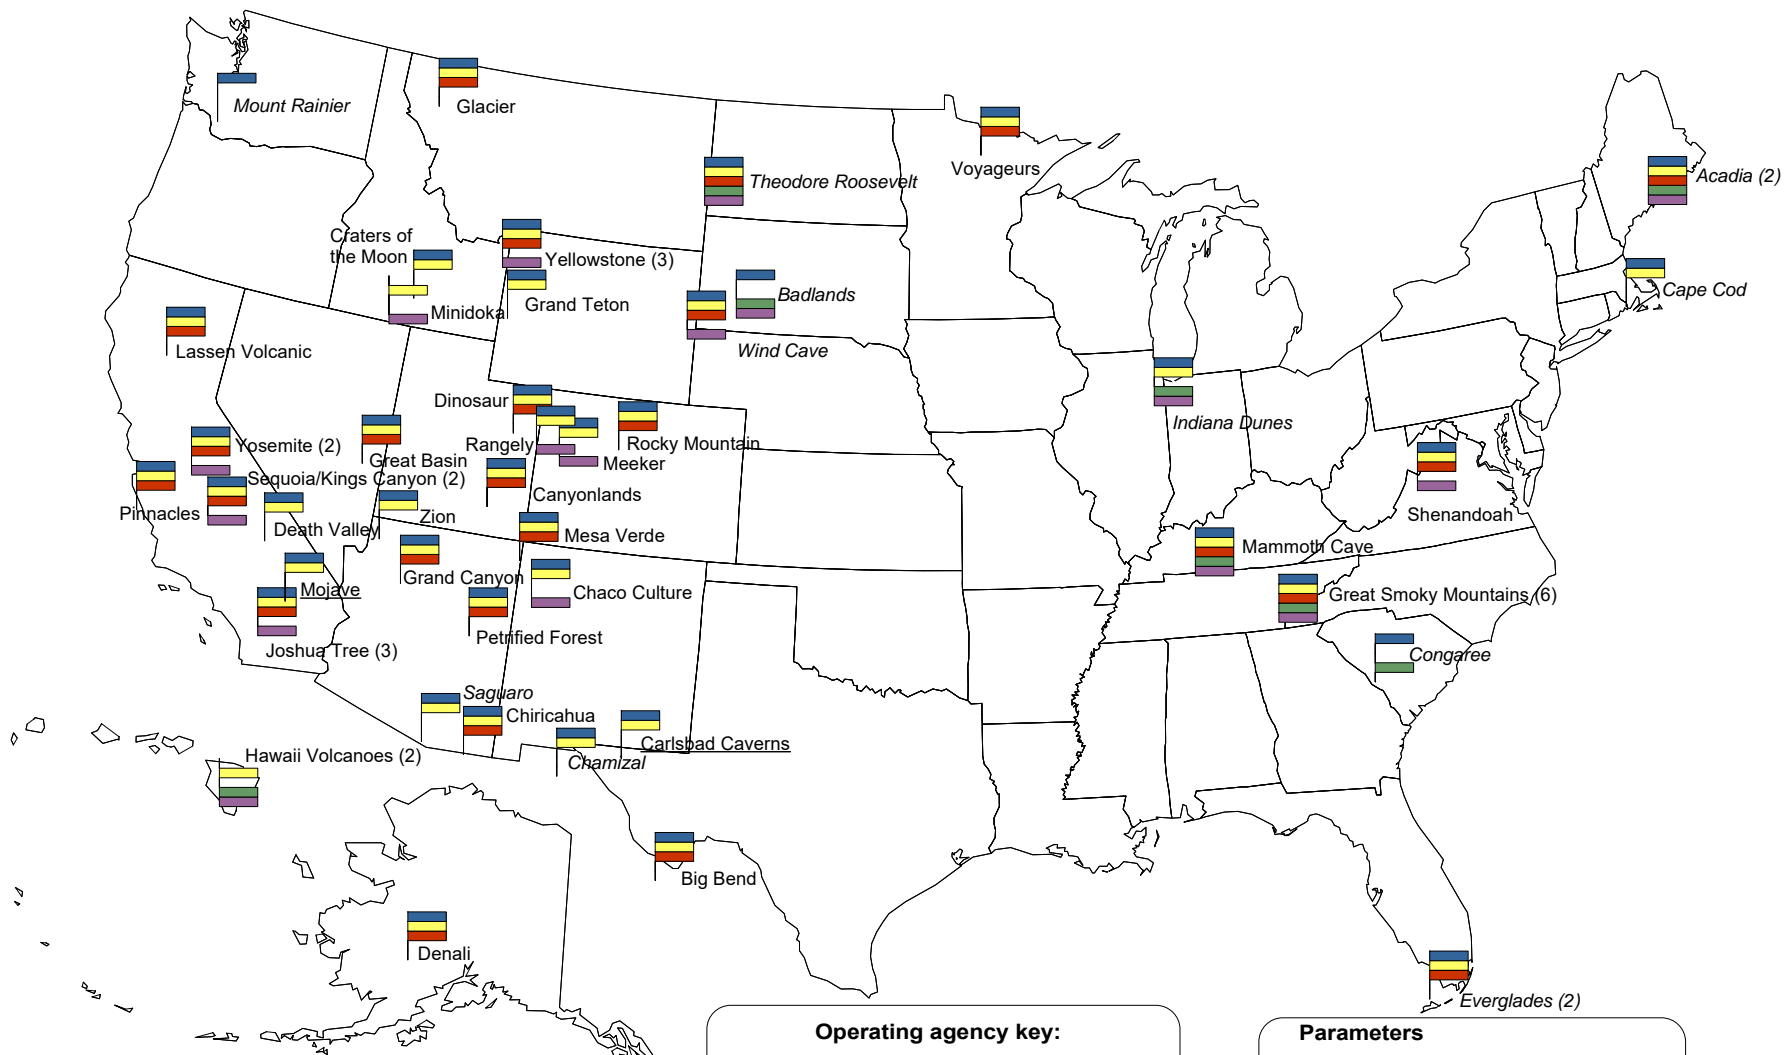 Mount Rainier
Glacier
Voyageurs
Theodore Roosevelt
Acadia (2)
Craters of
the Moon
Yellowstone (3)
Cape Cod
Badlands
Grand Teton
Minidoka
Lassen Volcanic
Wind Cave
Dinosaur
Indiana Dunes
Rangely
Rocky Mountain
Yosemite (2)
Great Basin
Meeker
Sequoia/Kings Canyon (2)
Canyonlands
Pinnacles
Zion
Shenandoah
Death Valley
Mesa Verde
Mammoth Cave
Grand Canyon
Mojave
Chaco Culture
Great Smoky Mountains (6)
Petrified Forest
Joshua Tree (3)
Congaree
Saguaro
Chiricahua
Carlsbad Caverns
Hawaii Volcanoes (2)
Chamizal
Big Bend
Denali
Everglades (2)
Operating agency key:
Parameters